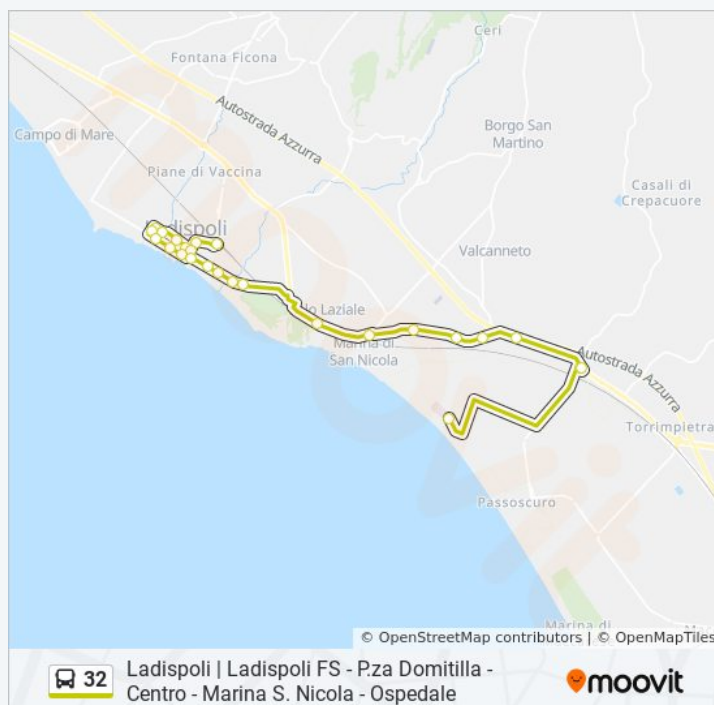 Ceri
Fontana Ficona
Autostrada Azzurra
Campo di Mare
Borgo San
Martino
Piane di Vaccina
Casali di
Crepacuore
Ladispoli
Valcanneto
lo Laziale
Marina di
San Nicola
Autostrada Azzurra
Torrimpietra
Passoscuro
Marina di
© OpenStreetMap contributors | © OpenMapTiles
32
Ladispoli | Ladispoli FS - P.za Domitilla -
Centro - Marina S. Nicola - Ospedale
moovit